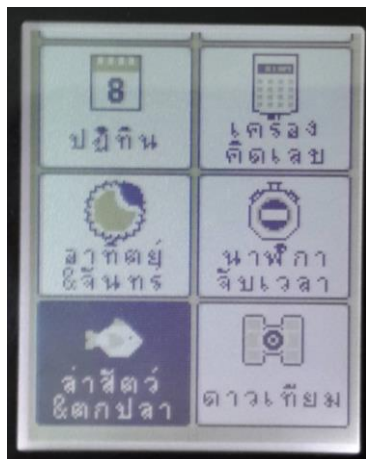 8
ปฏิทิน
เครื่อง
คิดเลข
อาทิตย์
&จันทร์
นาฬิกา
จับเวลา
ล่าสัตว์
&ตกปลา
ดาวเทียม